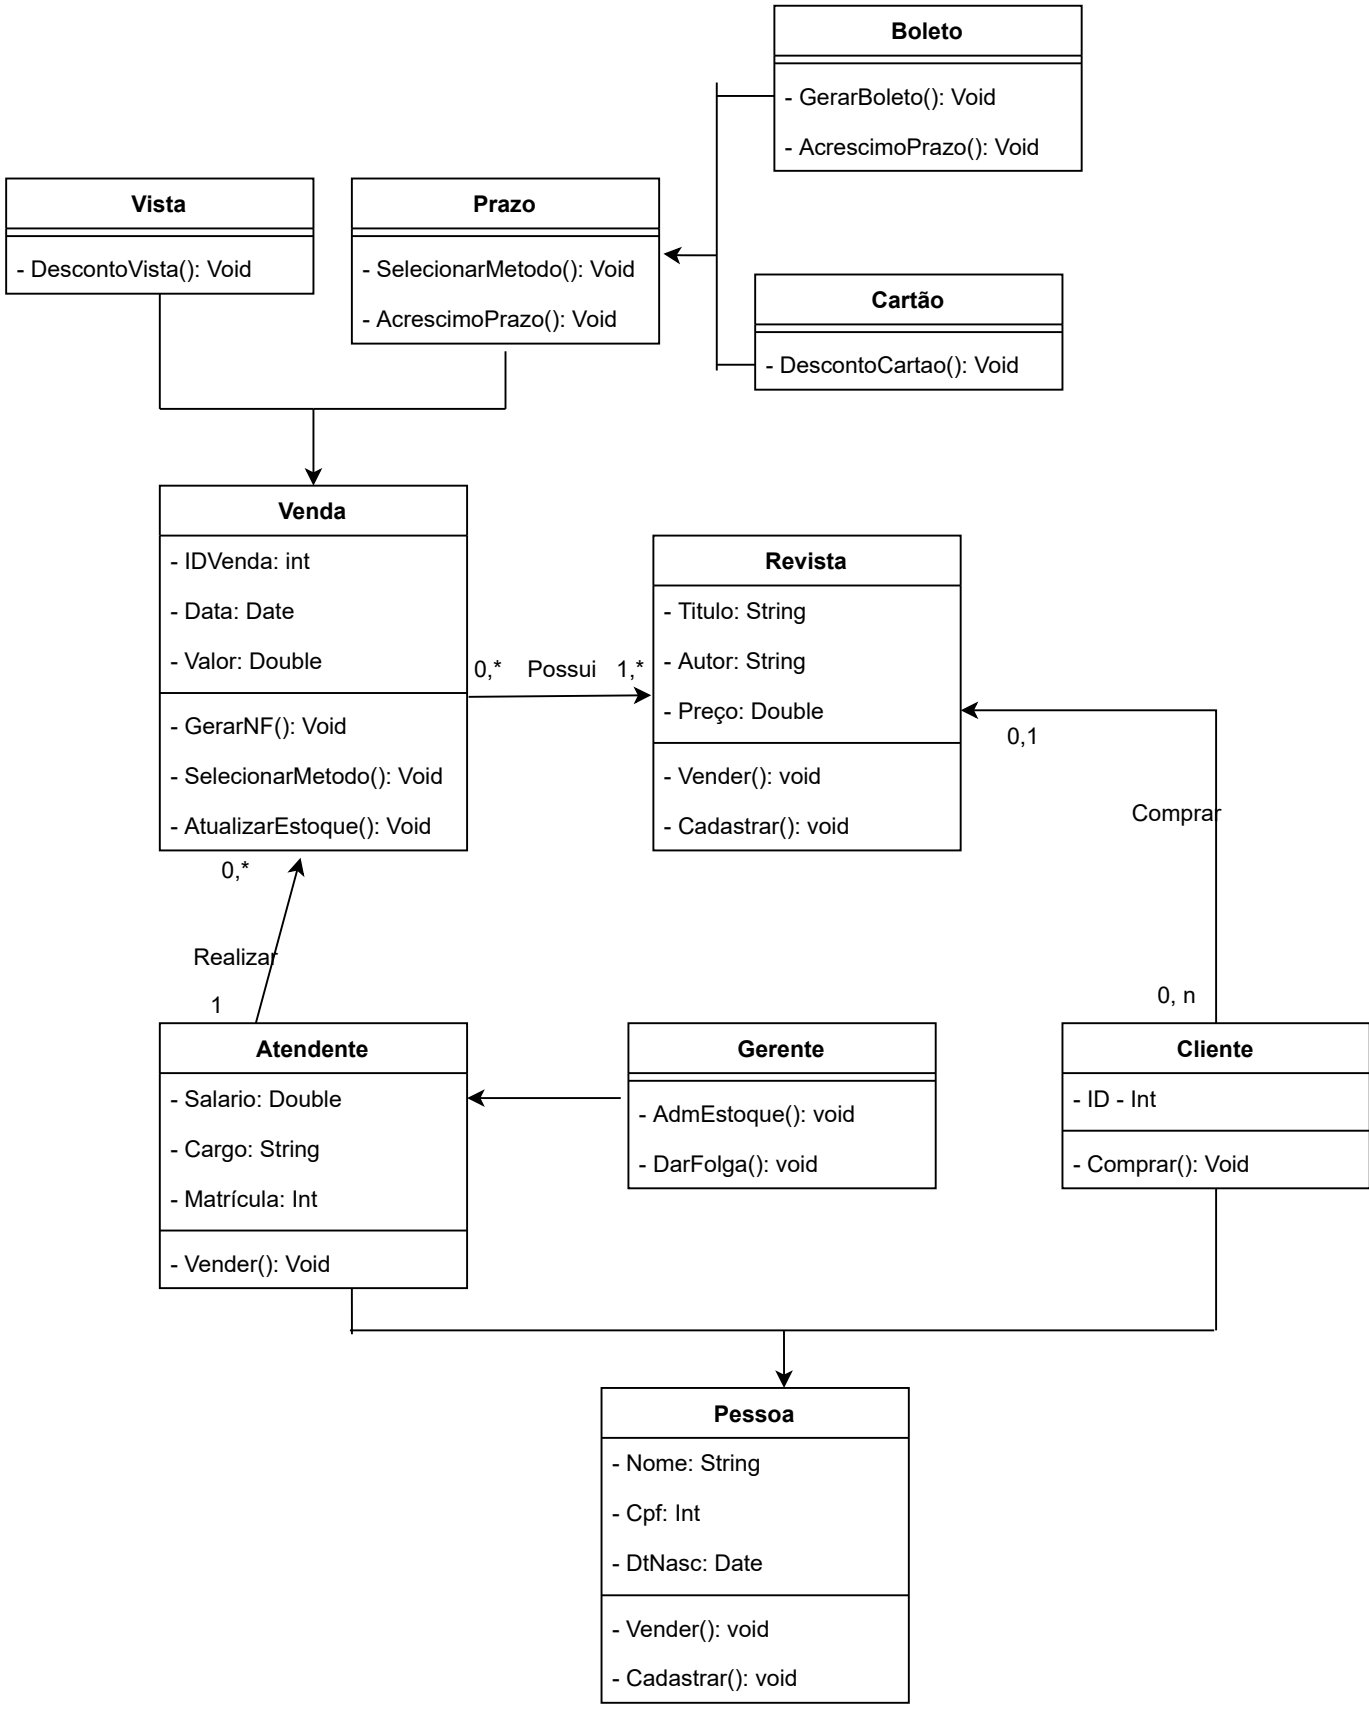 Boleto
- GerarBoleto(): Void
- AcrescimoPrazo(): Void
Vista
- DescontoVista(): Void
Prazo
- SelecionarMetodo(): Void
- AcrescimoPrazo(): Void
Cartão
- DescontoCartao(): Void
Venda
- IDVenda: int
- Data: Date
- Valor: Double
- GerarNF(): Void
- SelecionarMetodo(): Void
- AtualizarEstoque(): Void
0,* Possui 1,*
Revista
- Titulo: String
- Autor: String
- Preço: Double
- Vender(): void
- Cadastrar(): void
0,1
Comprar
0, n
0,*
Realizar
1
Atendente
- Salario: Double
- Cargo: String
- Matrícula: Int
- Vender(): Void
Gerente
- AdmEstoque(): void
- DarFolga(): void
Cliente
- ID - Int
- Comprar(): Void
Pessoa
- Nome: String
- Cpf: Int
- DtNasc: Date
- Vender(): void
- Cadastrar(): void